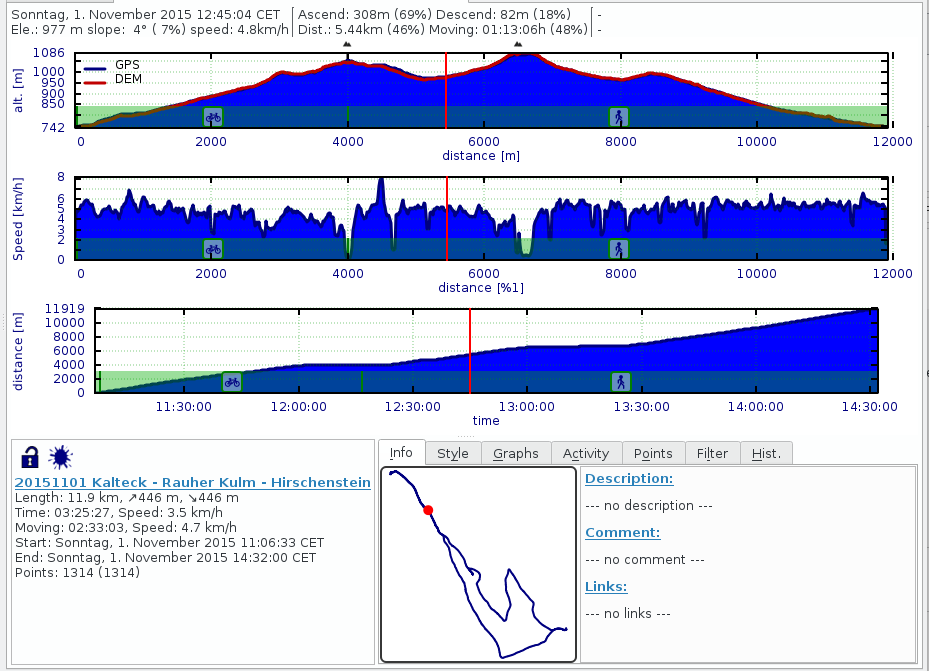 Sonntag, 1. November 2015 12:45:04 CET | Ascend: 308m (69%) Descend: 82m (18%) | -
Ele.: 977 m slope: 4° ( 7%) speed: 4.8km/h | Dist.: 5.44km (46%) Moving: 01:13:06h (48%) | -
1086
1000
950
900
850
742
alt. [m]
GPS
DEM
0 2000 4000 6000 8000 10000 12000
distance [m]
8
6
5
4
3
2
0
Speed [km/h]
0 2000 4000 6000 8000 10000 12000
distance [%1]
11919
10000
8000
6000
4000
2000
0
distance [m]
11:30:00 12:00:00 12:30:00 13:00:00 13:30:00 14:00:00 14:30:00
time
20151101 Kalteck - Rauher Kulm - Hirschenstein
Length: 11.9 km, ↗446 m, ↘446 m
Time: 03:25:27, Speed: 3.5 km/h
Moving: 02:33:03, Speed: 4.7 km/h
Start: Sonntag, 1. November 2015 11:06:33 CET
End: Sonntag, 1. November 2015 14:32:00 CET
Points: 1314 (1314)
Info Style Graphs Activity Points Filter Hist.
Description:
--- no description ---
Comment:
--- no comment ---
Links:
--- no links ---